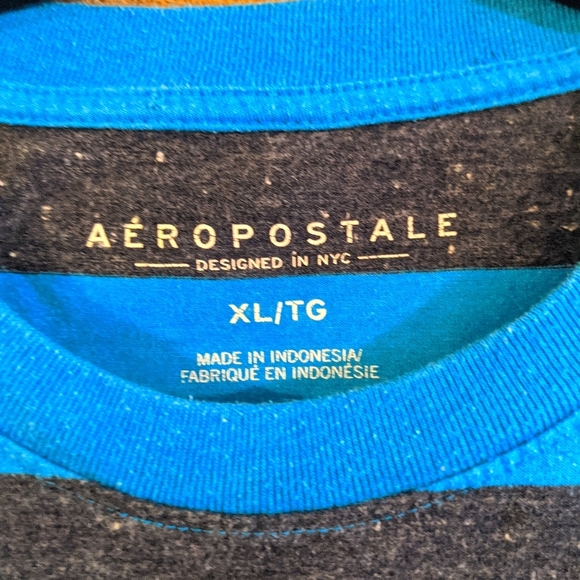 AÉROPOSTALE
DESIGNED IN NYC
XL/TG
MADE IN INDONESIA/
FABRIQUÉ EN INDONÉSIE